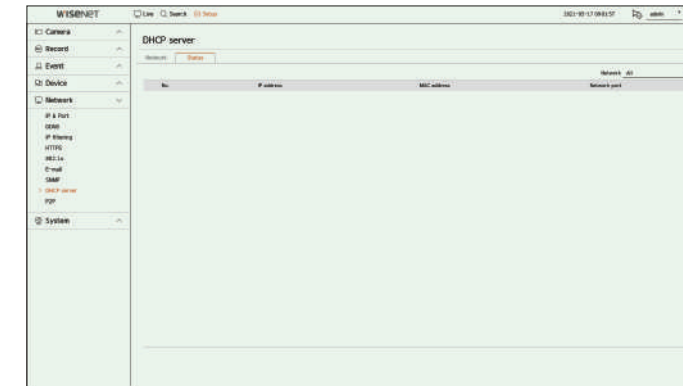 WISENET
Live Search Setup
admin
Camera
Record
Event
Device
Network
IP & Port
DDNS
IP filtering
HTTPS
802.1x
E-mail
SNMP
DHCP server
P2P
System
DHCP server
Network Status
Network All
No. IP address MAC address Network port